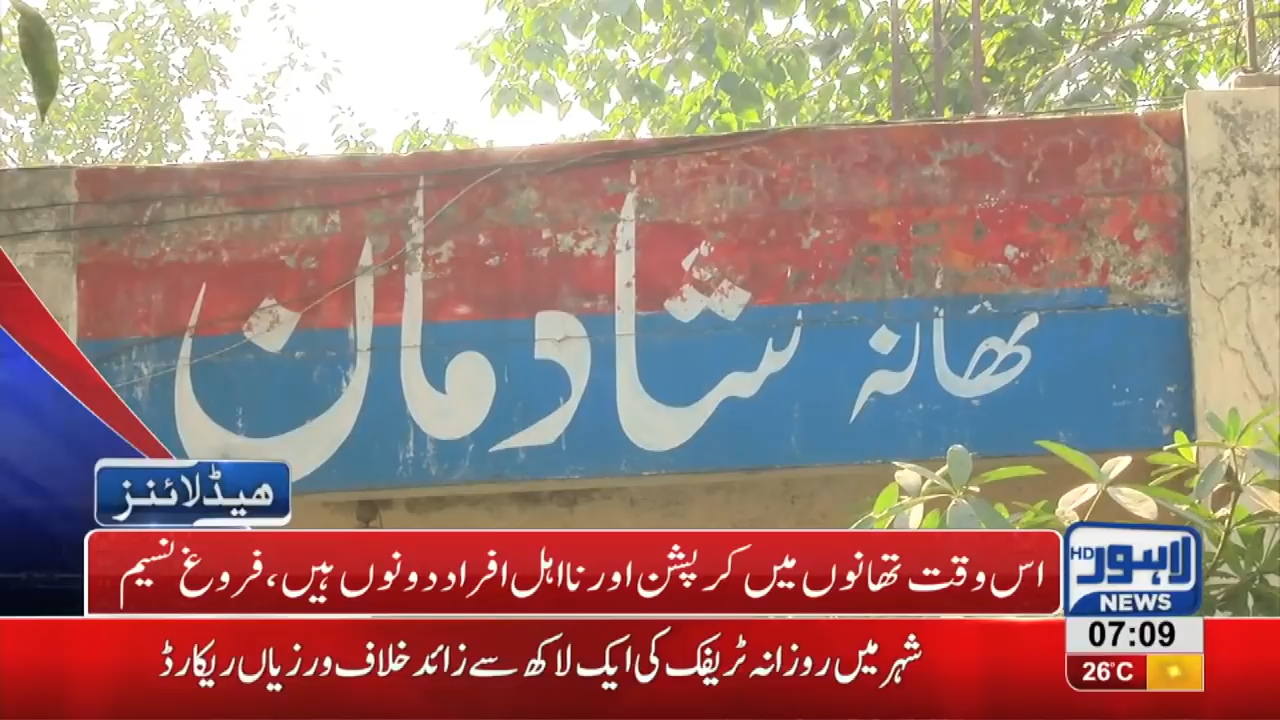 تھانہ شادمان
ہیڈلائنز
اس وقت تھانوں میں کرپشن اور نااہل افراد دونوں ہیں، فروغ نسیم
HD لاہور
NEWS
07:09
شہر میں روزانہ ٹریفک کی ایک لاکھ سے زائد خلاف ورزیاں ریکارڈ
26°C